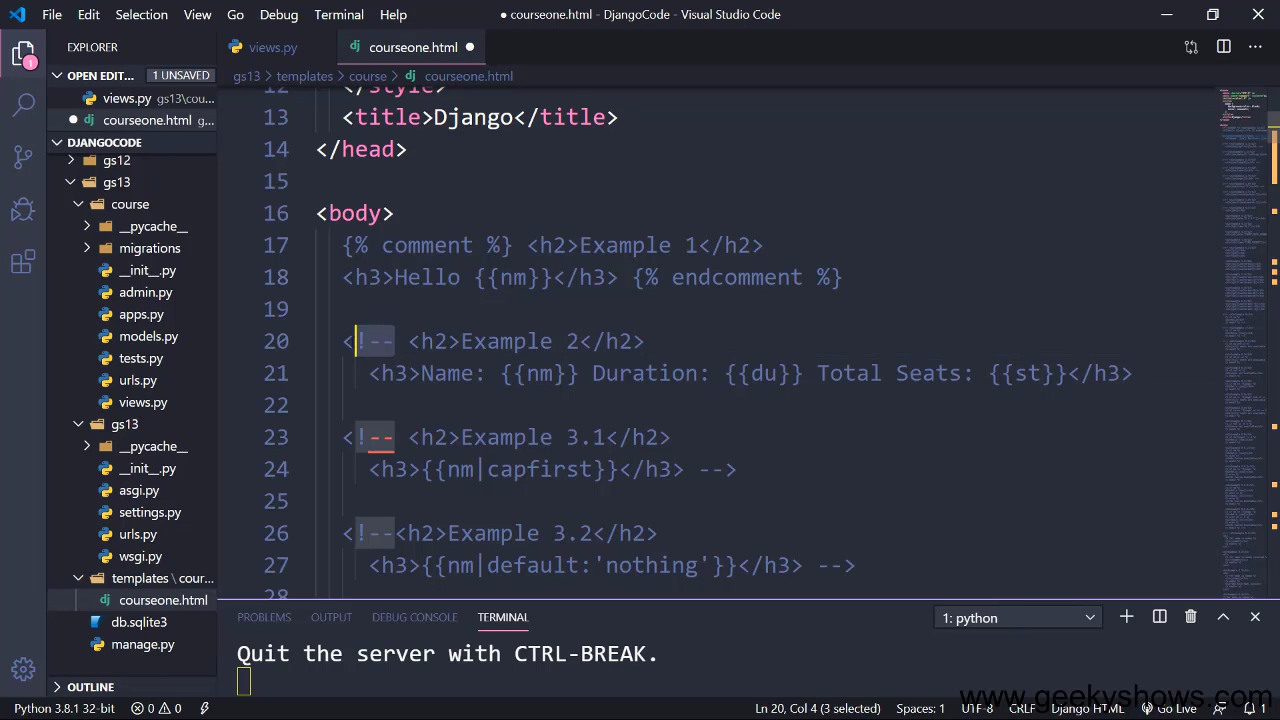 File Edit Selection View Go Debug Terminal Help
courseone.html - DjangoCode - Visual Studio Code
EXPLORER
views.py
courseone.html
OPEN EDIT... 1 UNSAVED
gs13 templates course courseone.html
views.py gs13\cou...
courseone.html g...
DJANGO
gs12
gs13
course
__pycache__
migrations
__init__.py
admin.py
apps.py
models.py
tests.py
urls.py
views.py
gs13
__pycache__
__init__.py
asgi.py
settings.py
urls.py
wsgi.py
templates \ cou...
courseone.html
db.sqlite3
manage.py
OUTLINE
12 </style>
13 <title>Django</title>
14 </head>
15
16 <body>
17 {% comment %} <h2>Example 1</h2>
18 <h3>Hello {{nm}}</h3> {% endcomment %}
19
20 <!-- <h2>Example 2</h2>
21 <h3>Name: {{nm}} Duration: {{du}} Total Seats: {{st}}</h3>
22
23 <!-- <h2>Example 3.1</h2>
24 <h3>{{nm|capfirst}}</h3> -->
25
26 <!--<h2>Example 3.2</h2>
27 <h3>{{nm|default:'nothing'}}</h3>-->
28
PROBLEMS OUTPUT DEBUG CONSOLE TERMINAL
1: python
Quit the server with CTRL-BREAK.
www.geekyshows.com
Python 3.8.1 32-bit 0 0 Ln 20, Col 4 (3 selected) Spaces: 1 UTF-8 CRLF Django HTML Go Live 1